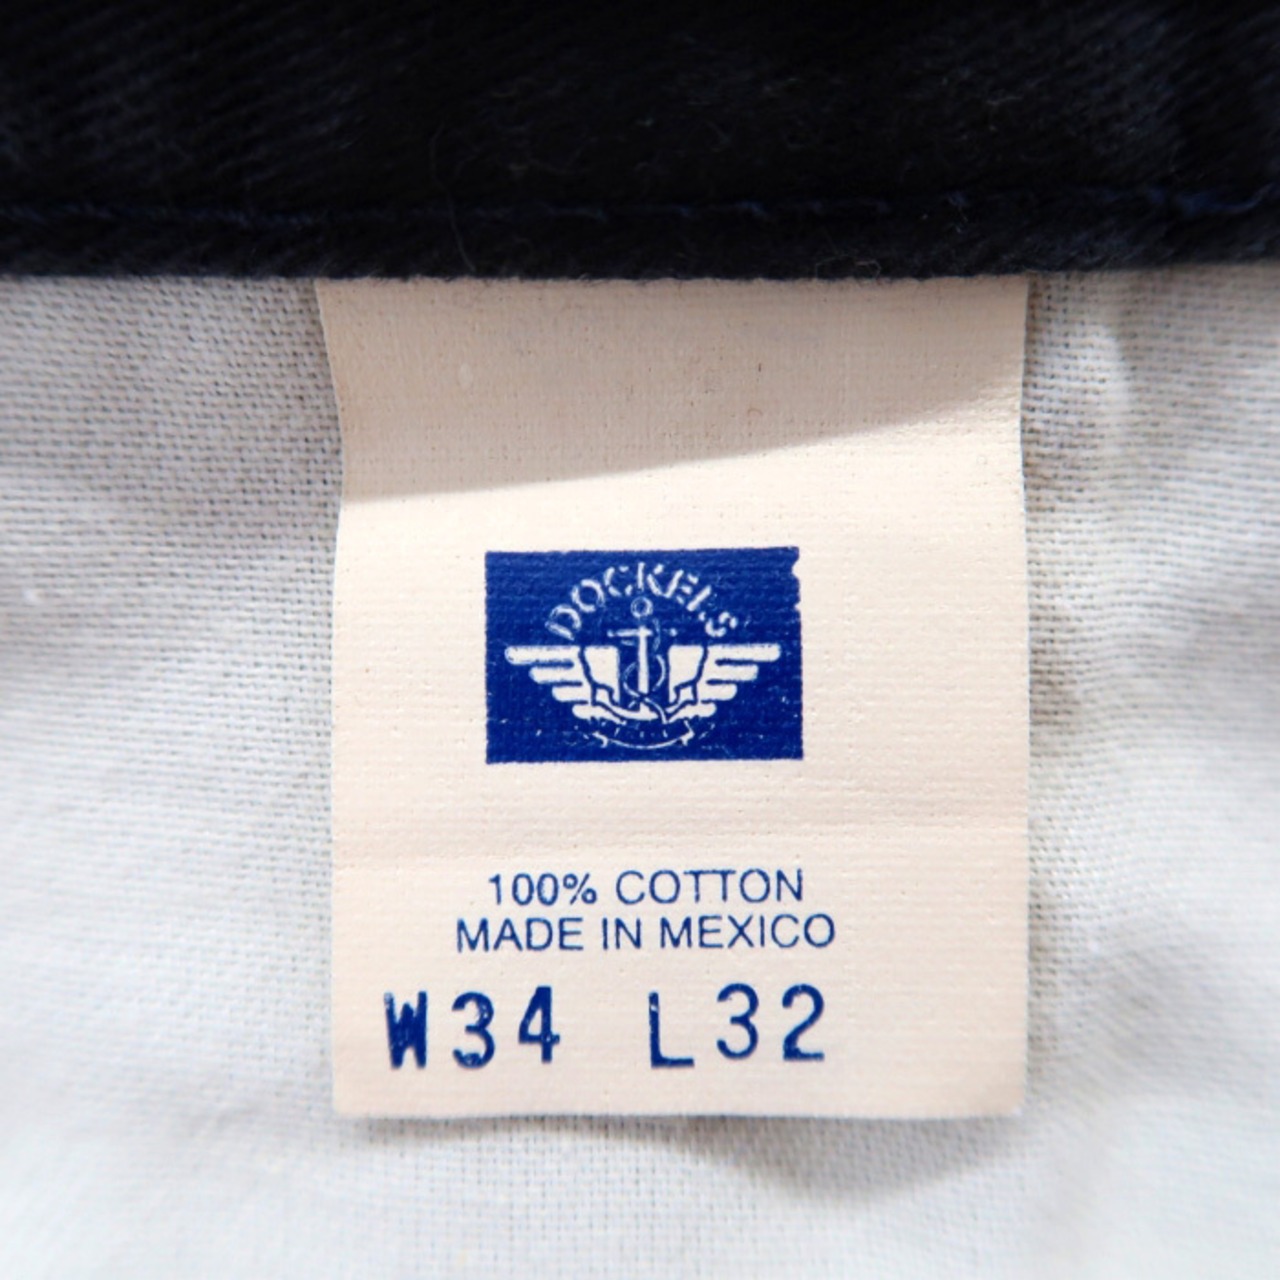 DOCKERS
100% COTTON
MADE IN MEXICO
W34 L32